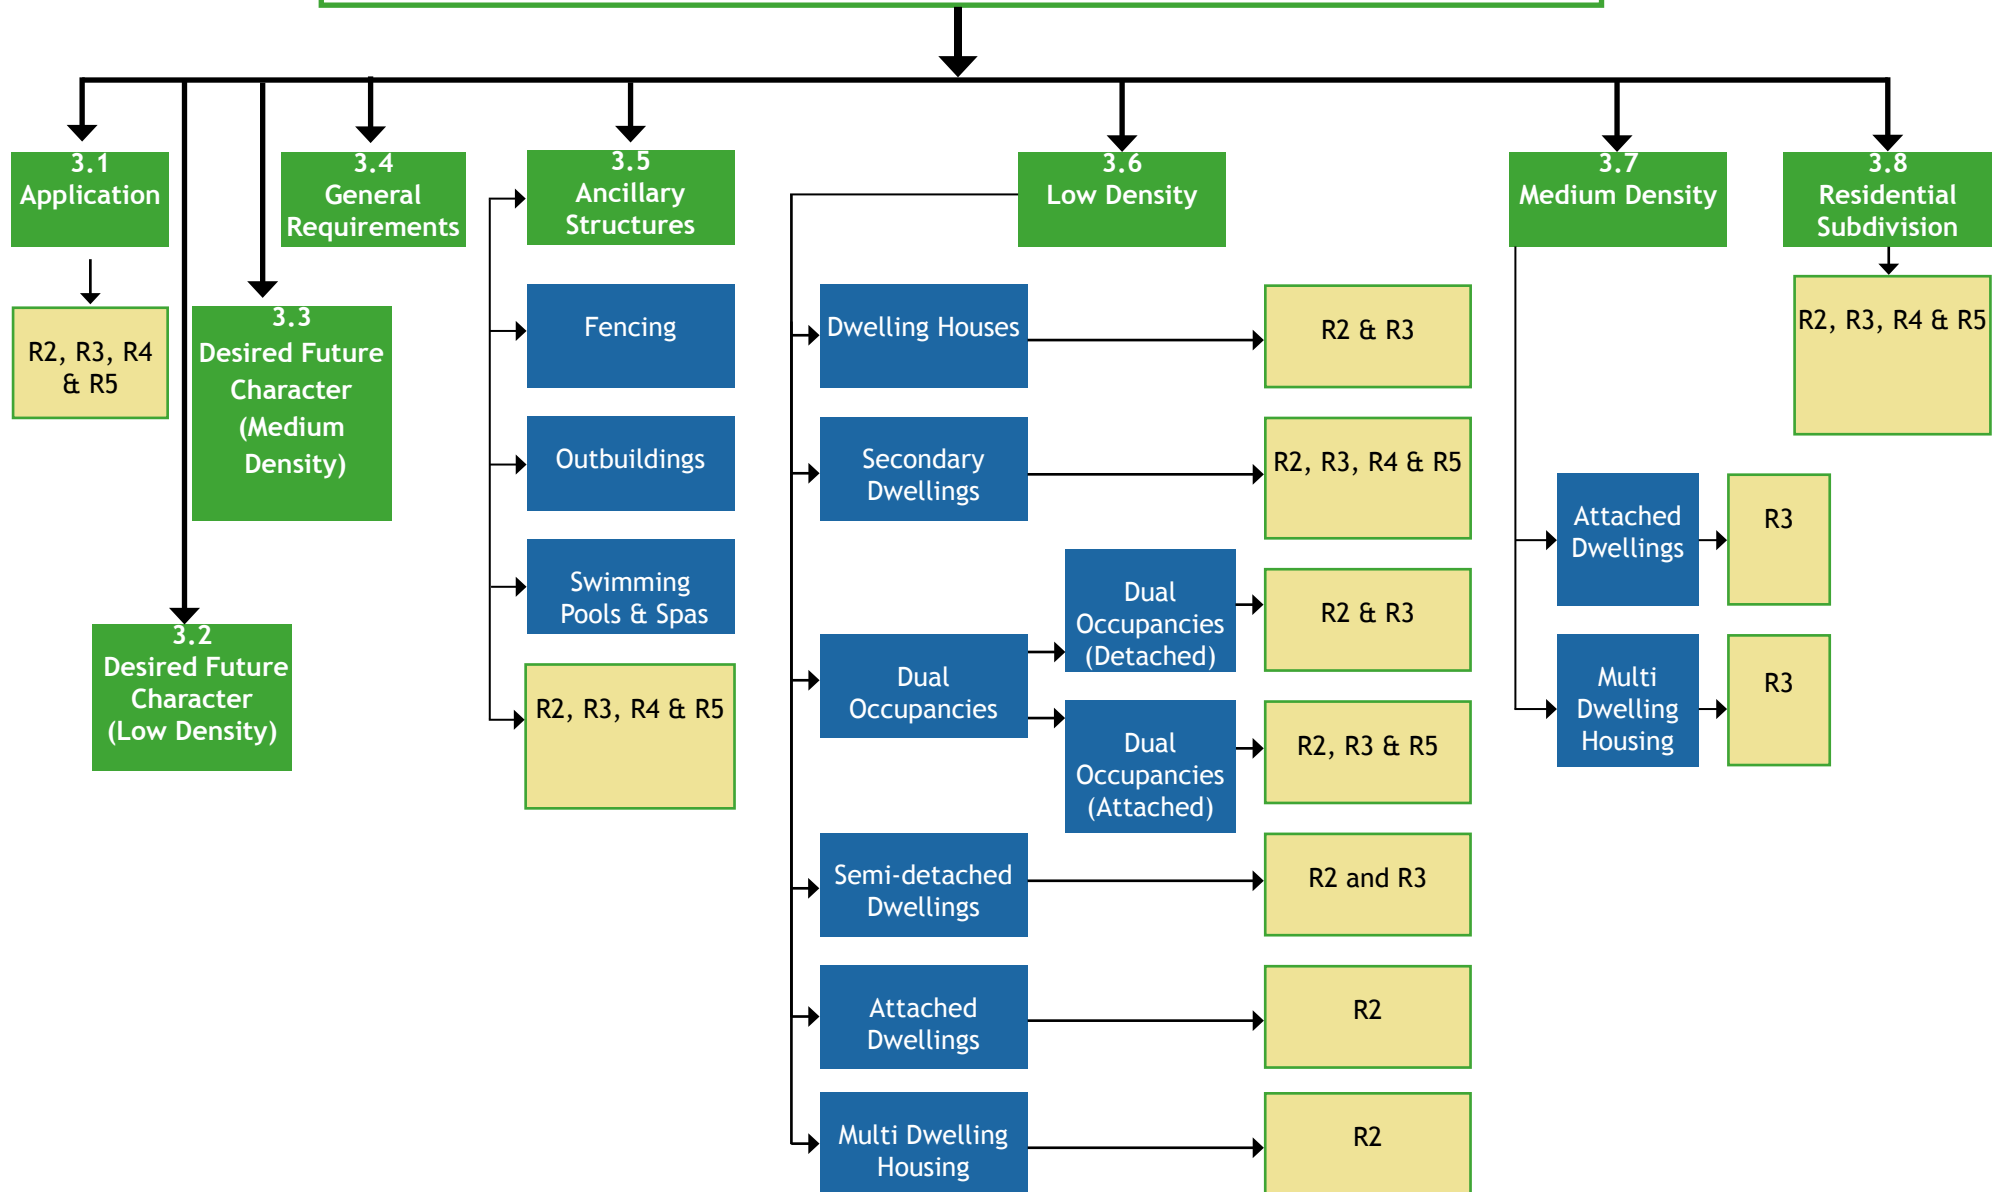 3.1
Application
R2, R3, R4
& R5
3.2
Desired Future
Character
(Low Density)
3.3
Desired Future
Character
(Medium
Density)
3.4
General
Requirements
3.5
Ancillary
Structures
Fencing
Outbuildings
Swimming
Pools & Spas
R2, R3, R4 & R5
3.6
Low Density
Dwelling Houses
R2 & R3
Secondary
Dwellings
R2, R3, R4 & R5
Dual
Occupancies
Dual
Occupancies
(Detached)
R2 & R3
Dual
Occupancies
(Attached)
R2, R3 & R5
Semi-detached
Dwellings
R2 and R3
Attached
Dwellings
R2
Multi Dwelling
Housing
R2
3.7
Medium Density
Attached
Dwellings
R3
Multi
Dwelling
Housing
R3
3.8
Residential
Subdivision
R2, R3, R4 & R5